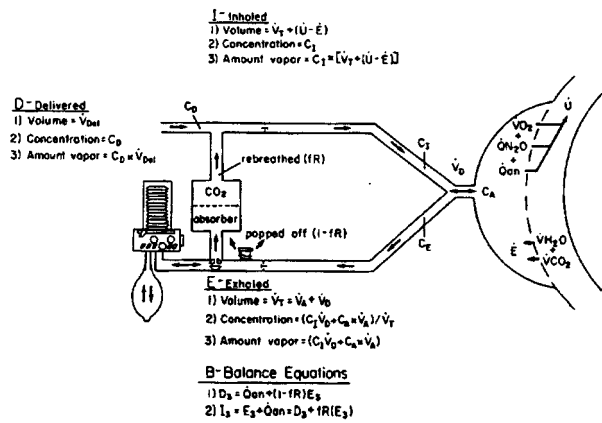 I-Inhaled
1) Volume = V̇T + (U̇-Ė)
2) Concentration = CI
3) Amount vapor = CI × [V̇T + (U̇-Ė)]
D-Delivered
1) Volume = V̇Del
2) Concentration = CD
3) Amount vapor = CD × V̇Del
CD
rebreathed (fR)
CO2
absorber
popped off (1-fR)
CI
V̇D
CA
CE
U̇
V̇O2
+
Q̇N2O
+
Q̇an
Ė
V̇H2O
+
V̇CO2
E-Exhaled
1) Volume = V̇T = V̇A + V̇D
2) Concentration = (CIV̇D + CA × V̇A)/V̇T
3) Amount vapor = (CIV̇D + CA × V̇A)
B-Balance Equations
1) D3 = Q̇an + (1-fR)E3
2) I3 = E3 + Q̇an = D3 + fR(E3)